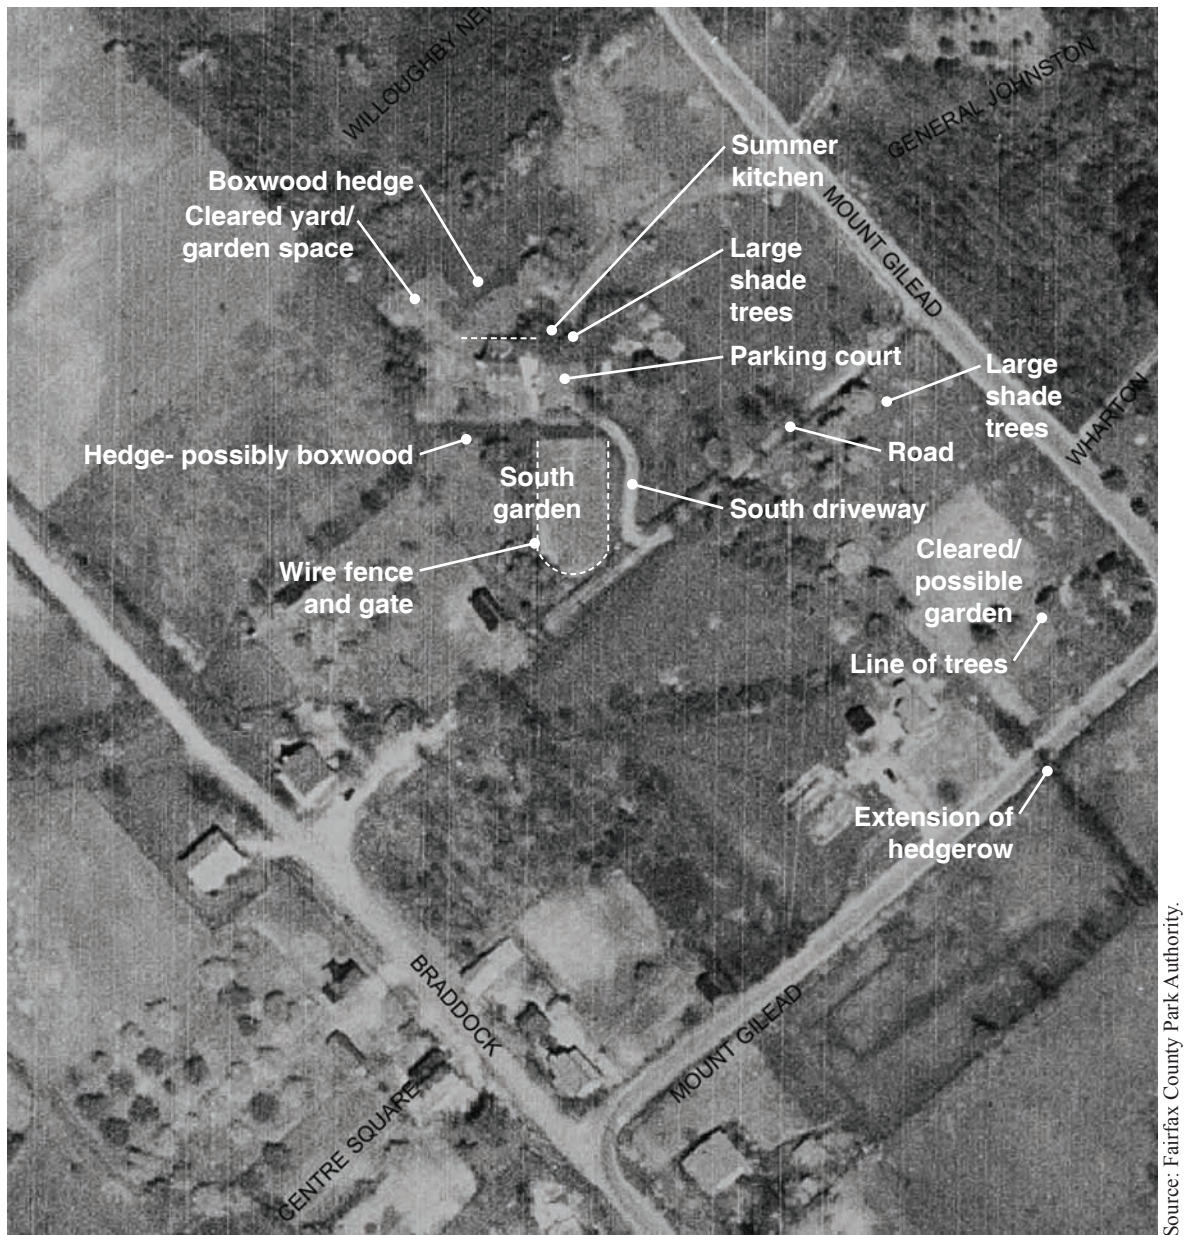 WILLOUGHBY NEW
GENERAL JOHNSTON
Summer
kitchen
Boxwood hedge
Cleared yard/
garden space
MOUNT GILEAD
Large
shade
trees
Parking court
Large
shade
trees
WHARTON
Hedge- possibly boxwood
Road
South
garden
South driveway
Cleared/
possible
garden
Wire fence
and gate
Line of trees
Extension of
hedgerow
BRADDOCK
MOUNT GILEAD
CENTRE SQUARE
Source: Fairfax County Park Authority.